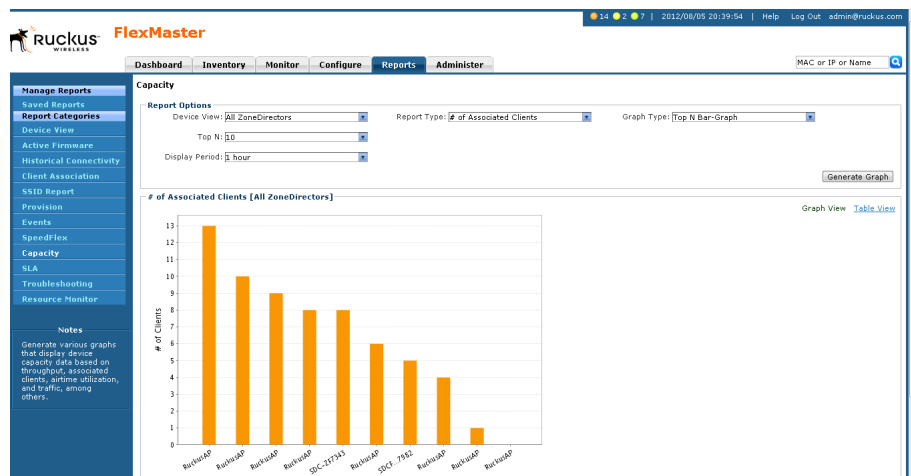 14 2 7 | 2012/08/05 20:39:54 | Help Log Out admin@ruckus.com
Ruckus WIRELESS
FlexMaster
Dashboard Inventory Monitor Configure Reports Administer
MAC or IP or Name
Manage Reports
Saved Reports
Report Categories
Device View
Active Firmware
Historical Connectivity
Client Association
SSID Report
Provision
Events
SpeedFlex
Capacity
SLA
Troubleshooting
Resource Monitor
Notes
Generate various graphs
that display device
capacity data based on
throughput, associated
clients, airtime utilization,
and traffic, among
others.
Capacity
Report Options
Device View: All ZoneDirectors Report Type: # of Associated Clients Graph Type: Top N Bar-Graph
Top N: 10
Display Period: 1 hour
Generate Graph
# of Associated Clients [All ZoneDirectors]
Graph View Table View
# of Clients
13
12
11
10
9
8
7
6
5
4
3
2
1
0
RuckusAP RuckusAP RuckusAP RuckusAP SDC-ZF7343 RuckusAP SDCF...7982 RuckusAP RuckusAP RuckusAP